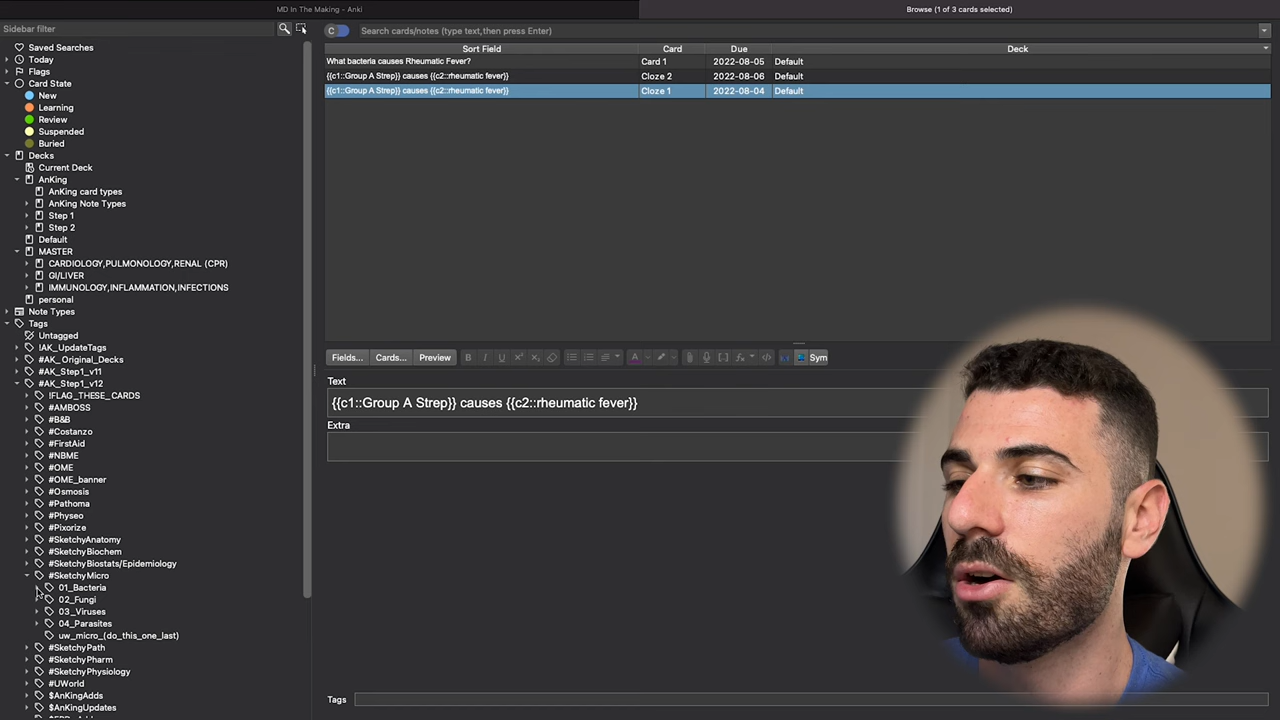 MD In The Making - Anki
Browse (1 of 3 cards selected)
Sidebar filter
C
Search cards/notes (type text,then press Enter)
Saved Searches
Today
Flags
Card State
New
Learning
Review
Suspended
Buried
Decks
Current Deck
AnKing
AnKing card types
AnKing Note Types
Step 1
Step 2
Default
MASTER
CARDIOLOGY,PULMONOLOGY,RENAL (CPR)
GI/LIVER
IMMUNOLOGY,INFLAMMATION,INFECTIONS
personal
Note Types
Tags
Untagged
!AK_UpdateTags
#AK_Original_Decks
#AK_Step1_v11
#AK_Step1_v12
!FLAG_THESE_CARDS
#AMBOSS
#B&B
#Costanzo
#FirstAid
#NBME
#OME
#OME_banner
#Osmosis
#Pathoma
#Physeo
#Pixorize
#SketchyAnatomy
#SketchyBiochem
#SketchyBiostats/Epidemiology
#SketchyMicro
01_Bacteria
02_Fungi
03_Viruses
04_Parasites
uw_micro_(do_this_one_last)
#SketchyPath
#SketchyPharm
#SketchyPhysiology
#UWorld
$AnKingAdds
$AnKingUpdates
Sort Field Card Due Deck
What bacteria causes Rheumatic Fever? Card 1 2022-08-05 Default
{{c1::Group A Strep}} causes {{c2::rheumatic fever}} Cloze 2 2022-08-06 Default
{{c1::Group A Strep}} causes {{c2::rheumatic fever}} Cloze 1 2022-08-04 Default
Fields... Cards... Preview B I U x² x₂ A [] fx </> Sym
Text
{{c1::Group A Strep}} causes {{c2::rheumatic fever}}
Extra
Tags